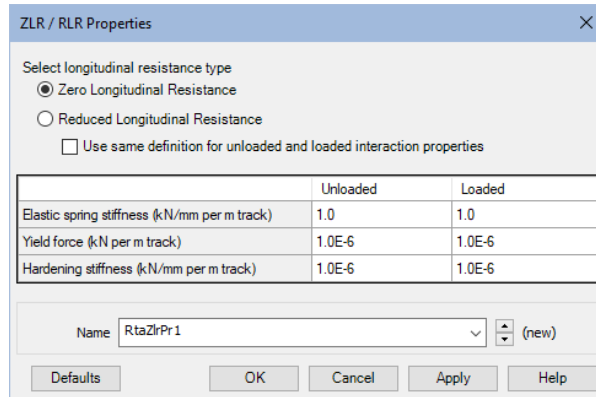 ZLR / RLR Properties
Select longitudinal resistance type
Zero Longitudinal Resistance
Reduced Longitudinal Resistance
Use same definition for unloaded and loaded interaction properties
Unloaded Loaded
Elastic spring stiffness (kN/mm per m track) 1.0 1.0
Yield force (kN per m track) 1.0E-6 1.0E-6
Hardening stiffness (kN/mm per m track) 1.0E-6 1.0E-6
Name RtaZlrPr1 (new)
Defaults OK Cancel Apply Help